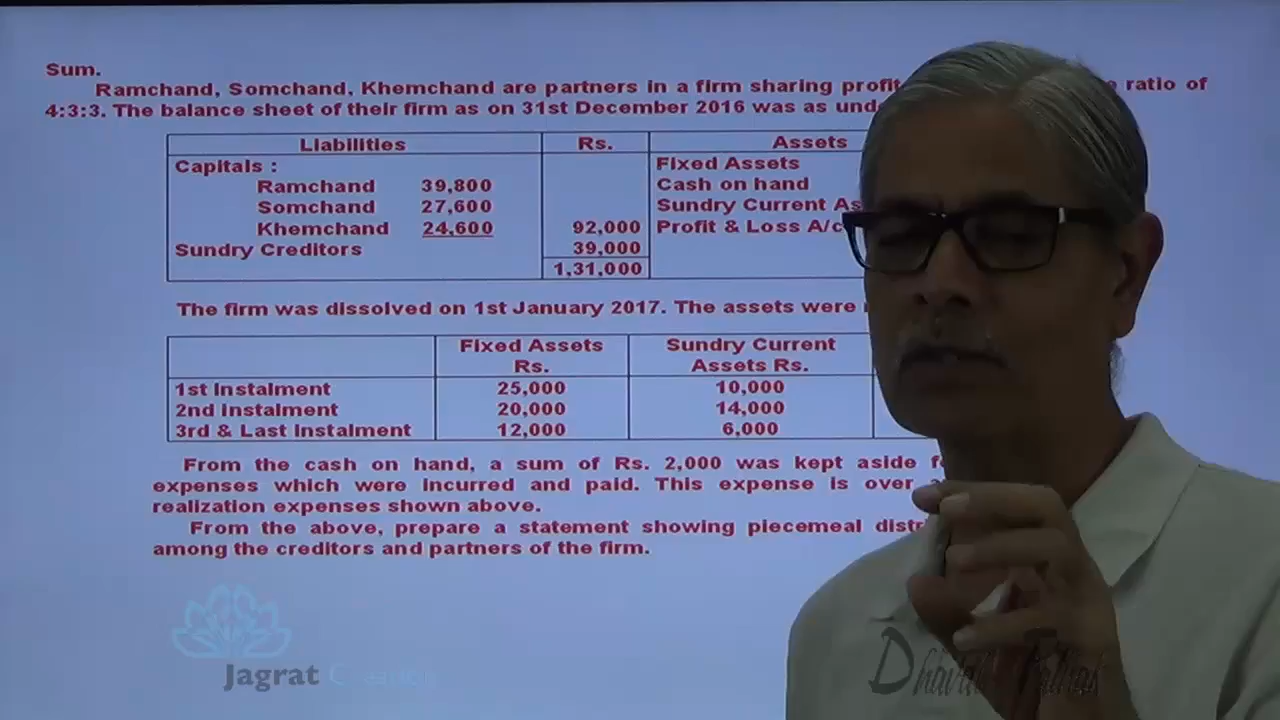 Sum.
Ramchand, Somchand, Khemchand are partners in a firm sharing profit ratio of
4:3:3. The balance sheet of their firm as on 31st December 2016 was as
Liabilities Rs. Assets
Capitals : Fixed Assets
Ramchand 39,800 Cash on hand
Somchand 27,600 Sundry Current
Khemchand 24,600 92,000 Profit & Loss A/c
Sundry Creditors 39,000
1,31,000
The firm was dissolved on 1st January 2017. The assets were
Fixed Assets Sundry Current
Rs. Assets Rs.
1st Instalment 25,000 10,000
2nd Instalment 20,000 14,000
3rd & Last Instalment 12,000 6,000
From the cash on hand, a sum of Rs. 2,000 was kept aside
expenses which were incurred and paid. This expense is over
realization expenses shown above.
From the above, prepare a statement showing piecemeal
among the creditors and partners of the firm.
Jagrat